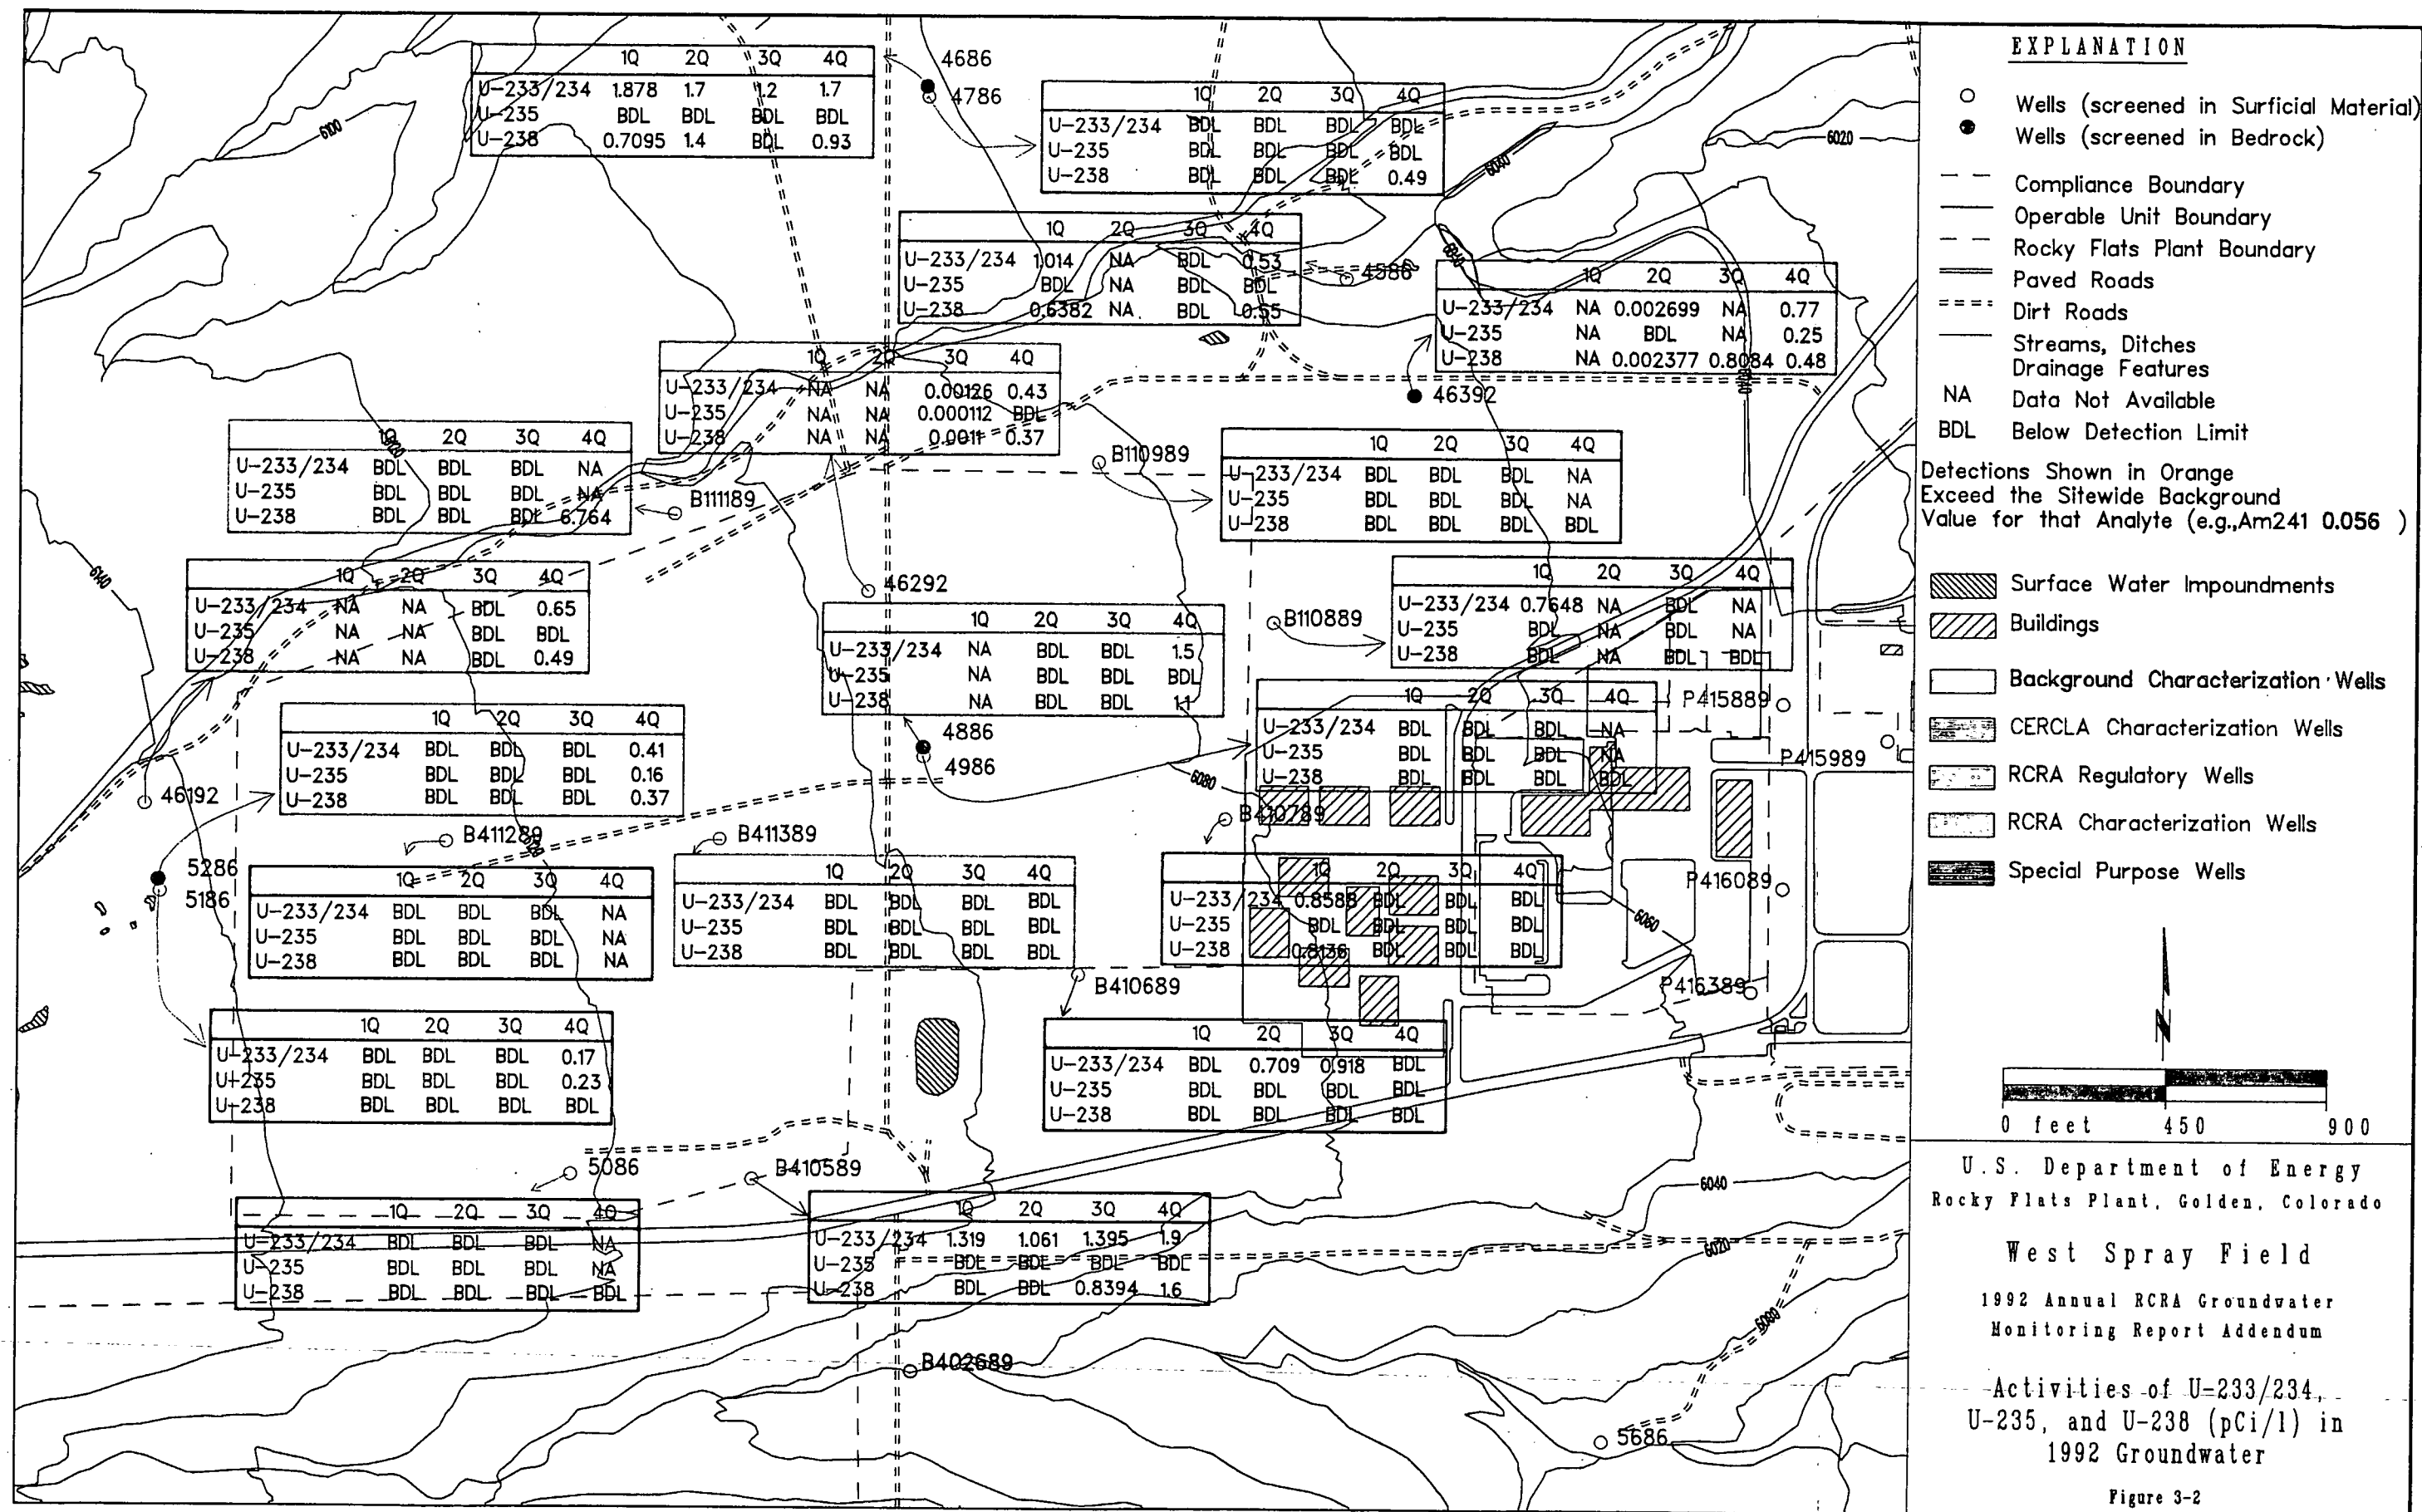 1Q 2Q 3Q 4Q
U-233/234 1.878 1.7 1.2 1.7
U-235 BDL BDL BDL BDL
U-238 0.7095 1.4 BDL 0.93
4686
4786
1Q 2Q 3Q 4Q
U-233/234 BDL BDL BDL BDL
U-235 BDL BDL BDL BDL
U-238 BDL BDL BDL 0.49
6100
6020
6040
1Q 2Q 3Q 4Q
U-233/234 1.014 NA BDL 0.53
U-235 BDL NA BDL BDL
U-238 0.6382 NA BDL 0.55
4586
6040
1Q 2Q 3Q 4Q
U-233/234 NA 0.002699 NA 0.77
U-235 NA BDL NA 0.25
U-238 NA 0.002377 0.8084 0.48
46392
1Q 2Q 3Q 4Q
U-233/234 NA NA 0.00126 0.43
U-235 NA NA 0.000112 BDL
U-238 NA NA 0.0011 0.37
1Q 2Q 3Q 4Q
U-233/234 BDL BDL BDL NA
U-235 BDL BDL BDL NA
U-238 BDL BDL BDL 6.764
B111189
B110989
1Q 2Q 3Q 4Q
U-233/234 BDL BDL BDL NA
U-235 BDL BDL BDL NA
U-238 BDL BDL BDL BDL
6140
1Q 2Q 3Q 4Q
U-233/234 NA NA BDL 0.65
U-235 NA NA BDL BDL
U-238 NA NA BDL 0.49
46292
1Q 2Q 3Q 4Q
U-233/234 NA BDL BDL 1.5
U-235 NA BDL BDL BDL
U-238 NA BDL BDL 1.1
B110889
1Q 2Q 3Q 4Q
U-233/234 0.7648 NA BDL NA
U-235 BDL NA BDL NA
U-238 BDL NA BDL BDL
1Q 2Q 3Q 4Q
U-233/234 BDL BDL BDL NA
U-235 BDL BDL BDL NA
U-238 BDL BDL BDL BDL
P415889
P415989
4886
4986
6080
1Q 2Q 3Q 4Q
U-233/234 BDL BDL BDL 0.41
U-235 BDL BDL BDL 0.16
U-238 BDL BDL BDL 0.37
46192
B411289
B411389
B410789
5286
5186
1Q 2Q 3Q 4Q
U-233/234 BDL BDL BDL NA
U-235 BDL BDL BDL NA
U-238 BDL BDL BDL NA
1Q 2Q 3Q 4Q
U-233/234 BDL BDL BDL BDL
U-235 BDL BDL BDL BDL
U-238 BDL BDL BDL BDL
1Q 2Q 3Q 4Q
U-233/234 0.8588 BDL BDL BDL
U-235 BDL BDL BDL BDL
U-238 0.8136 BDL BDL BDL
P416089
6060
P416389
B410689
1Q 2Q 3Q 4Q
U-233/234 BDL BDL BDL 0.17
U-235 BDL BDL BDL 0.23
U-238 BDL BDL BDL BDL
1Q 2Q 3Q 4Q
U-233/234 BDL 0.709 0.918 BDL
U-235 BDL BDL BDL BDL
U-238 BDL BDL BDL BDL
5086
B410589
1Q 2Q 3Q 4Q
U-233/234 BDL BDL BDL NA
U-235 BDL BDL BDL NA
U-238 BDL BDL BDL BDL
1Q 2Q 3Q 4Q
U-233/234 1.319 1.061 1.395 1.9
U-235 BDL BDL BDL BDL
U-238 BDL BDL 0.8394 1.6
6040
6020
6000
B402689
5686
EXPLANATION
Wells (screened in Surficial Material)
Wells (screened in Bedrock)
Compliance Boundary
Operable Unit Boundary
Rocky Flats Plant Boundary
Paved Roads
Dirt Roads
Streams, Ditches
Drainage Features
NA Data Not Available
BDL Below Detection Limit
Detections Shown in Orange
Exceed the Sitewide Background
Value for that Analyte (e.g.,Am241 0.056 )
Surface Water Impoundments
Buildings
Background Characterization Wells
CERCLA Characterization Wells
RCRA Regulatory Wells
RCRA Characterization Wells
Special Purpose Wells
N
0 feet 450 900
U.S. Department of Energy
Rocky Flats Plant, Golden, Colorado
West Spray Field
1992 Annual RCRA Groundwater
Monitoring Report Addendum
Activities of U-233/234,
U-235, and U-238 (pCi/l) in
1992 Groundwater
Figure 3-2